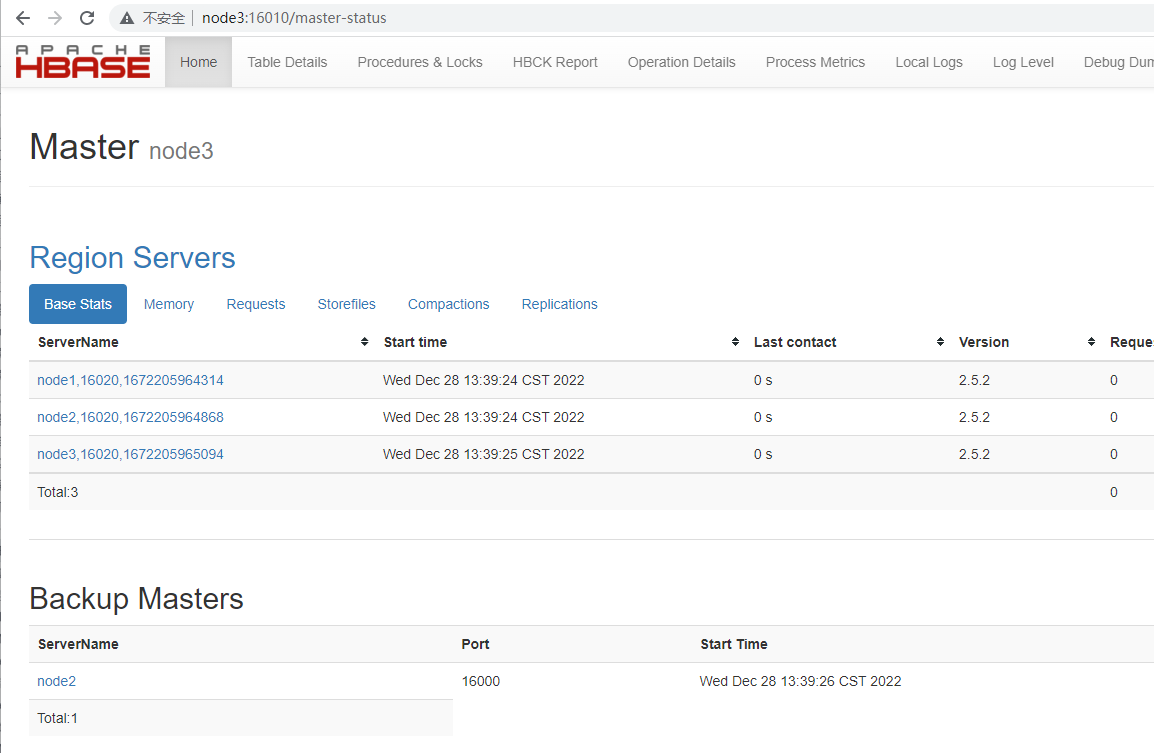 不安全 node3:16010/master-status
APACHE
HBASE
Home Table Details Procedures & Locks HBCK Report Operation Details Process Metrics Local Logs Log Level Debug Dum
Master node3
Region Servers
Base Stats Memory Requests Storefiles Compactions Replications
ServerName Start time Last contact Version Reque
node1,16020,1672205964314 Wed Dec 28 13:39:24 CST 2022 0 s 2.5.2 0
node2,16020,1672205964868 Wed Dec 28 13:39:24 CST 2022 0 s 2.5.2 0
node3,16020,1672205965094 Wed Dec 28 13:39:25 CST 2022 0 s 2.5.2 0
Total:3 0
Backup Masters
ServerName Port Start Time
node2 16000 Wed Dec 28 13:39:26 CST 2022
Total:1